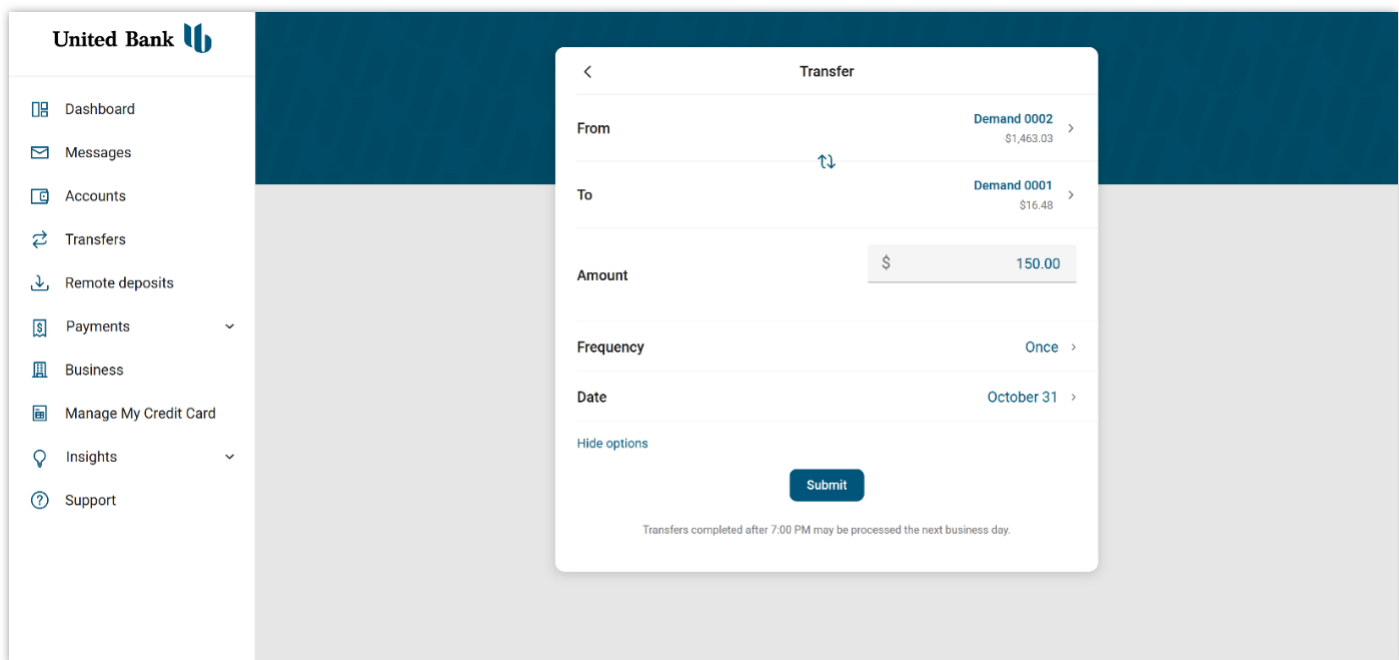 United Bank
Dashboard
Messages
Accounts
Transfers
Remote deposits
Payments
Business
Manage My Credit Card
Insights
Support
Transfer
From
Demand 0002
$1,463.03
To
Demand 0001
$16.48
Amount
$ 150.00
Frequency
Once
Date
October 31
Hide options
Submit
Transfers completed after 7:00 PM may be processed the next business day.